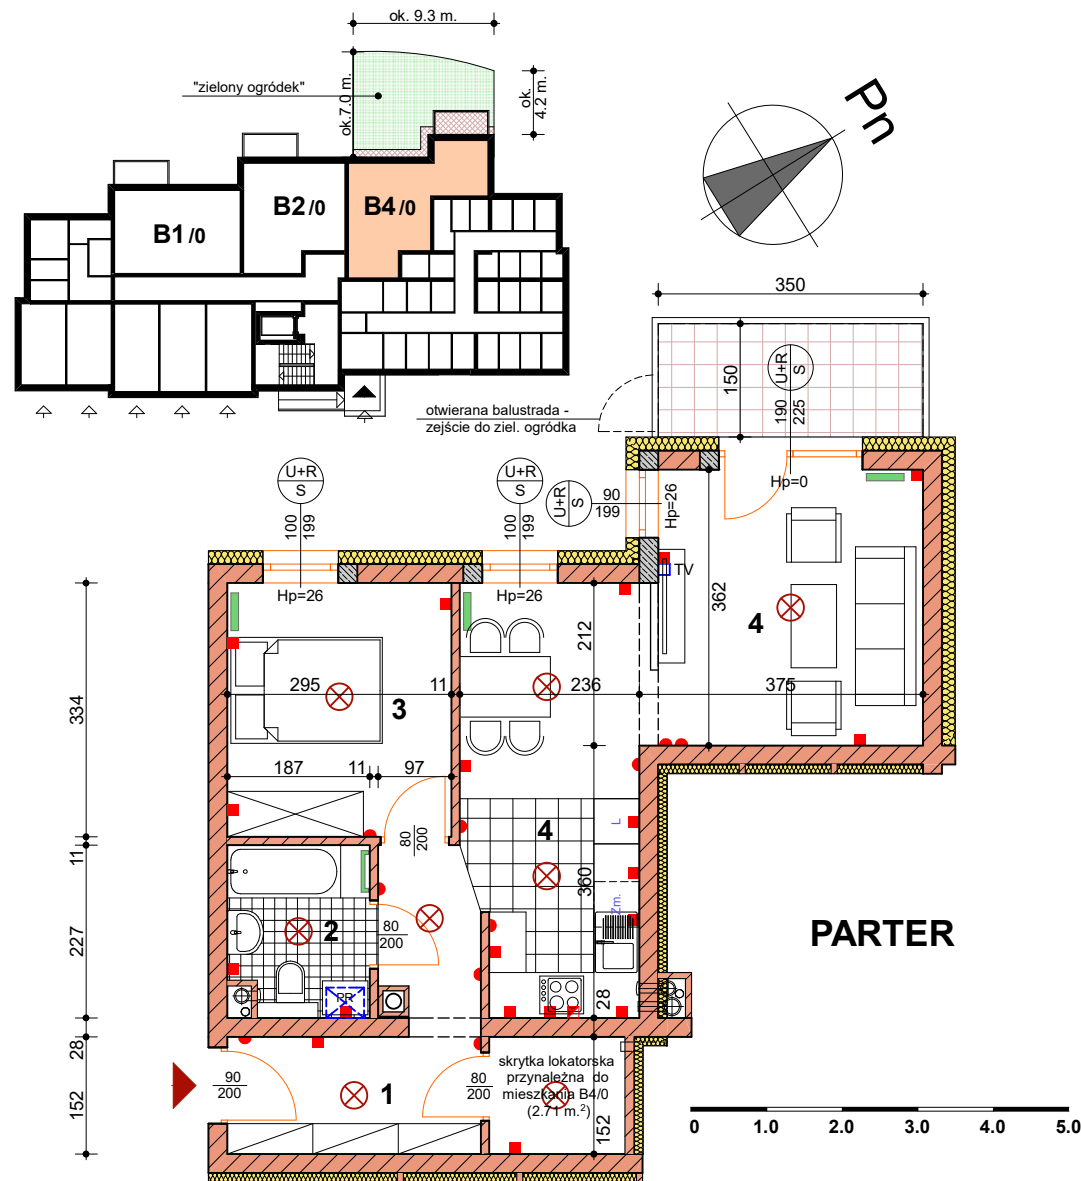 ok. 9.3 m.
"zielony ogródek"
ok.7.0 m.
ok.
4.2 m.
Pn
B1/0
B2/0
B4/0
350
150
U+R
S
190
225
otwierana balustrada -
zejście do ziel. ogródka
Hp=0
U+R
S
100
199
Hp=26
U+R
S
100
199
Hp=26
U+R
S
90
199
Hp=26
TV
362
4
212
334
295
11
3
236
375
187
11
97
80
200
4
L
360
Zm.
11
227
2
80
200
PR
28
PARTER
28
152
90
200
1
80
200
skrytka lokatorska
przynależna do
mieszkania B4/0
(2.71 m.²)
152
0 1.0 2.0 3.0 4.0 5.0